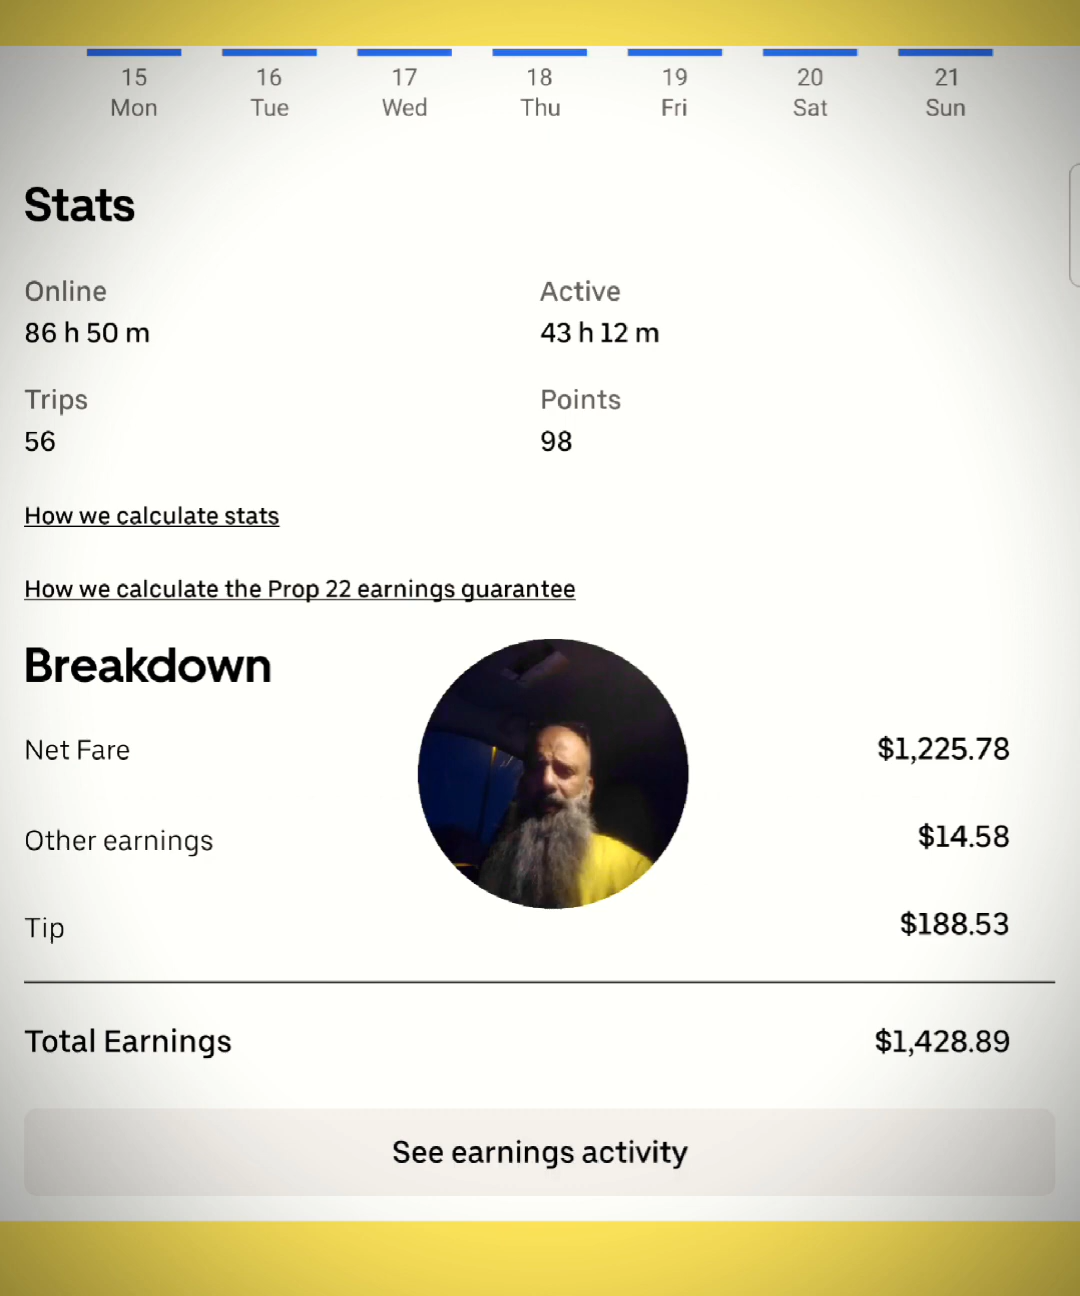 15 16 17 18 19 20 21
Mon Tue Wed Thu Fri Sat Sun
Stats
Online Active
86 h 50 m 43 h 12 m
Trips Points
56 98
How we calculate stats
How we calculate the Prop 22 earnings guarantee
Breakdown
Net Fare $1,225.78
Other earnings $14.58
Tip $188.53
Total Earnings $1,428.89
See earnings activity